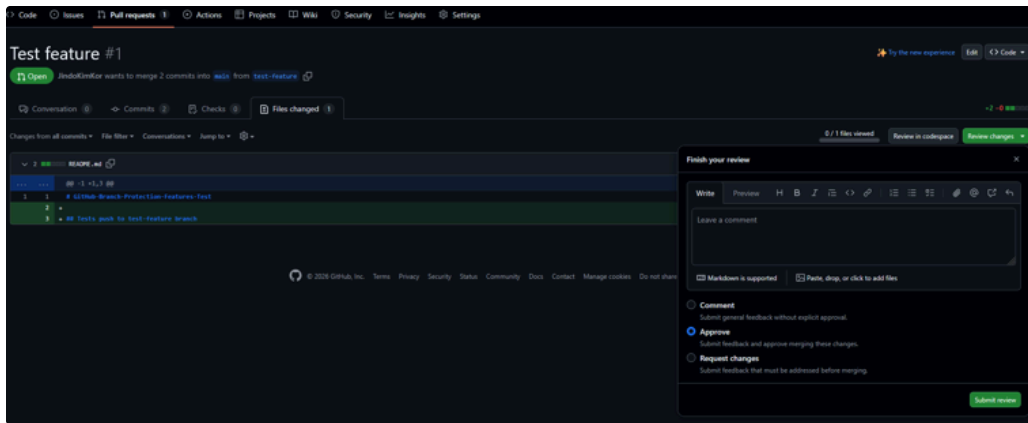 Code Issues Pull requests 1 Actions Projects Wiki Security Insights Settings
Test feature #1
Try the new experience Edit Code
Open JindoKimKor wants to merge 2 commits into main from test-feature
Conversation 0 Commits 2 Checks 0 Files changed 1
+2 -0
Changes from all commits File filter Conversations Jump to
0 / 1 files viewed Review in codespace Review changes
2 README.md
@@ -1 +1,3 @@
1 1 # GitHub-Branch-Protection-Features-Test
2 +
3 + ## Tests push to test-feature branch
Finish your review
Write Preview H B I
Leave a comment
Markdown is supported Paste, drop, or click to add files
Comment
Submit general feedback without explicit approval.
Approve
Submit feedback and approve merging these changes.
Request changes
Submit feedback that must be addressed before merging.
Submit review
© 2026 GitHub, Inc. Terms Privacy Security Status Community Docs Contact Manage cookies Do not share